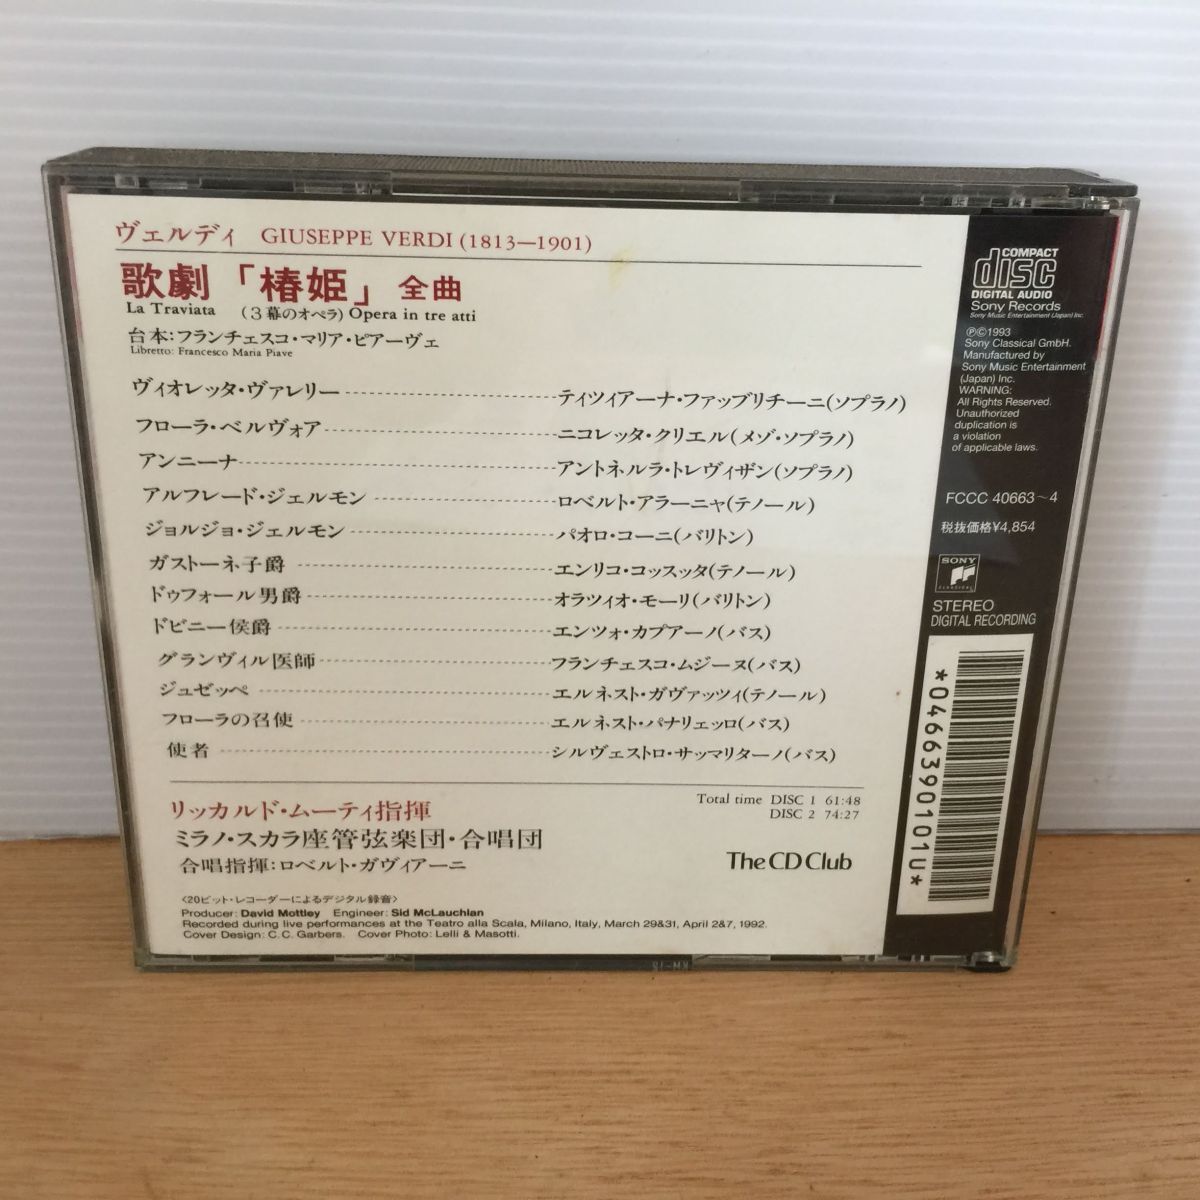 ヴェルディ GIUSEPPE VERDI (1813—1901)
歌劇「椿姫」全曲
La Traviata (3幕のオペラ) Opera in tre atti
台本:フランチェスコ・マリア・ピアーヴェ
Libretto: Francesco Maria Piave
ヴィオレッタ・ヴァレリー ティツィアーナ・ファッブリチーニ(ソプラノ)
フローラ・ベルヴォア ニコレッタ・クリエル(メゾ・ソプラノ)
アンニーナ アントネルラ・トレヴィザン(ソプラノ)
アルフレード・ジェルモン ロベルト・アラーニャ(テノール)
ジョルジョ・ジェルモン パオロ・コーニ(バリトン)
ガストーネ子爵 エンリコ・コッスッタ(テノール)
ドゥフォール男爵 オラツィオ・モーリ(バリトン)
ドビニー侯爵 エンツォ・カプアーノ(バス)
グランヴィル医師 フランチェスコ・ムジーヌ(バス)
ジュゼッペ エルネスト・ガヴァッツィ(テノール)
フローラの召使 エルネスト・パナリエッロ(バス)
使者 シルヴェストロ・サッマリターノ(バス)
リッカルド・ムーティ指揮
ミラノ・スカラ座管弦楽団・合唱団
合唱指揮:ロベルト・ガヴィアーニ
Total time DISC 1 61:48
DISC 2 74:27
The CD Club
〈20ビット・レコーダーによるデジタル録音〉
Producer: David Mottley Engineer: Sid McLauchlan
Recorded during live performances at the Teatro alla Scala, Milano, Italy, March 29&31, April 2&7, 1992.
Cover Design: C.C. Garbers. Cover Photo: Lelli & Masotti.
COMPACT
disc
DIGITAL AUDIO
Sony Records
Sony Music Entertainment (Japan) Inc.
℗©1993
Sony Classical GmbH.
Manufactured by
Sony Music Entertainment
(Japan) Inc.
WARNING:
All Rights Reserved.
Unauthorized
duplication is
a violation
of applicable laws.
FCCC 40663~4
税抜価格¥4,854
SONY
CLASSICAL
STEREO
DIGITAL RECORDING
*0466390101U*